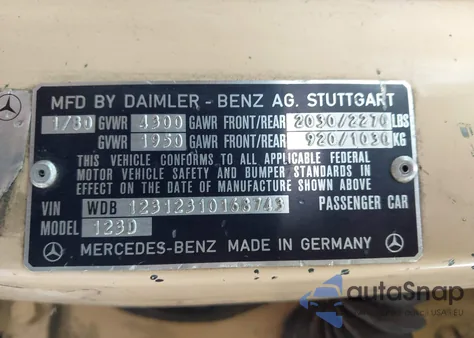 MFD BY DAIMLER - BENZ AG. STUTTGART
1/80 GVWR 4300 GAWR FRONT/REAR 2030/2270 LBS
GVWR 1950 GAWR FRONT/REAR 920/1030 KG
THIS VEHICLE CONFORMS TO ALL APPLICABLE FEDERAL
MOTOR VEHICLE SAFETY AND BUMPER STANDARDS IN
EFFECT ON THE DATE OF MANUFACTURE SHOWN ABOVE
VIN WDB 12312310158743 PASSENGER CAR
MODEL 123D
MERCEDES-BENZ MADE IN GERMANY
autoSnap